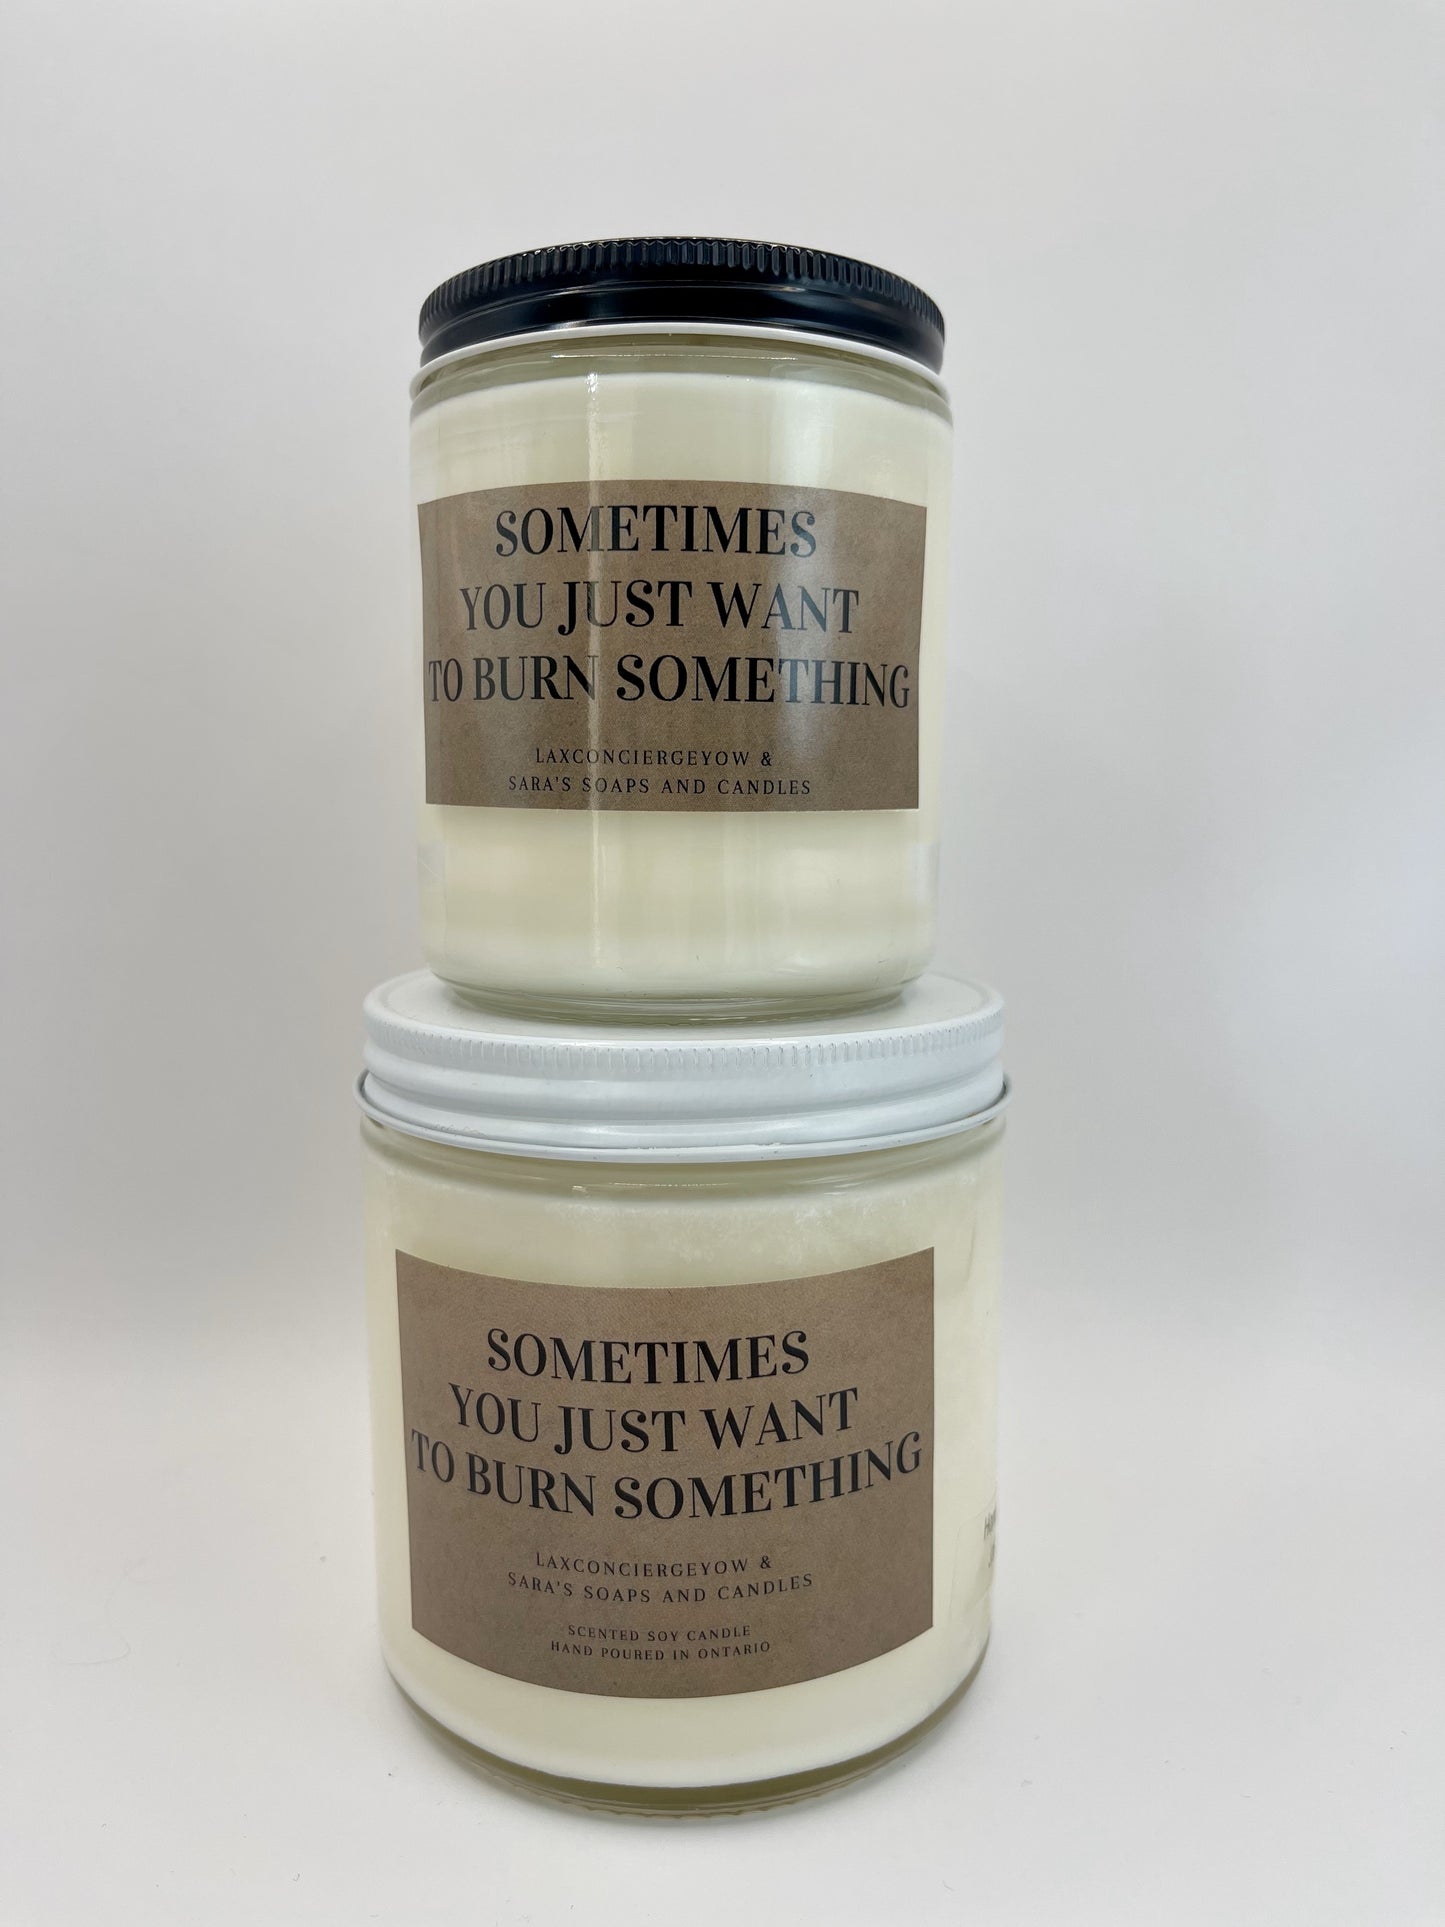 SOMETIMES
YOU JUST WANT
TO BURN SOMETHING
LAXCONCIERGEYOW &
SARA'S SOAPS AND CANDLES
SOMETIMES
YOU JUST WANT
TO BURN SOMETHING
LAXCONCIERGEYOW &
SARA'S SOAPS AND CANDLES
SCENTED SOY CANDLE
HAND POURED IN ONTARIO